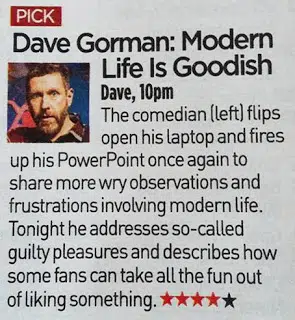 PICK
Dave Gorman: Modern
Life Is Goodish
Dave, 10pm
The comedian (left) flips
open his laptop and fires
up his PowerPoint once again to
share more wry observations and
frustrations involving modern life.
Tonight he addresses so-called
guilty pleasures and describes how
some fans can take all the fun out
of liking something. ★★★★★